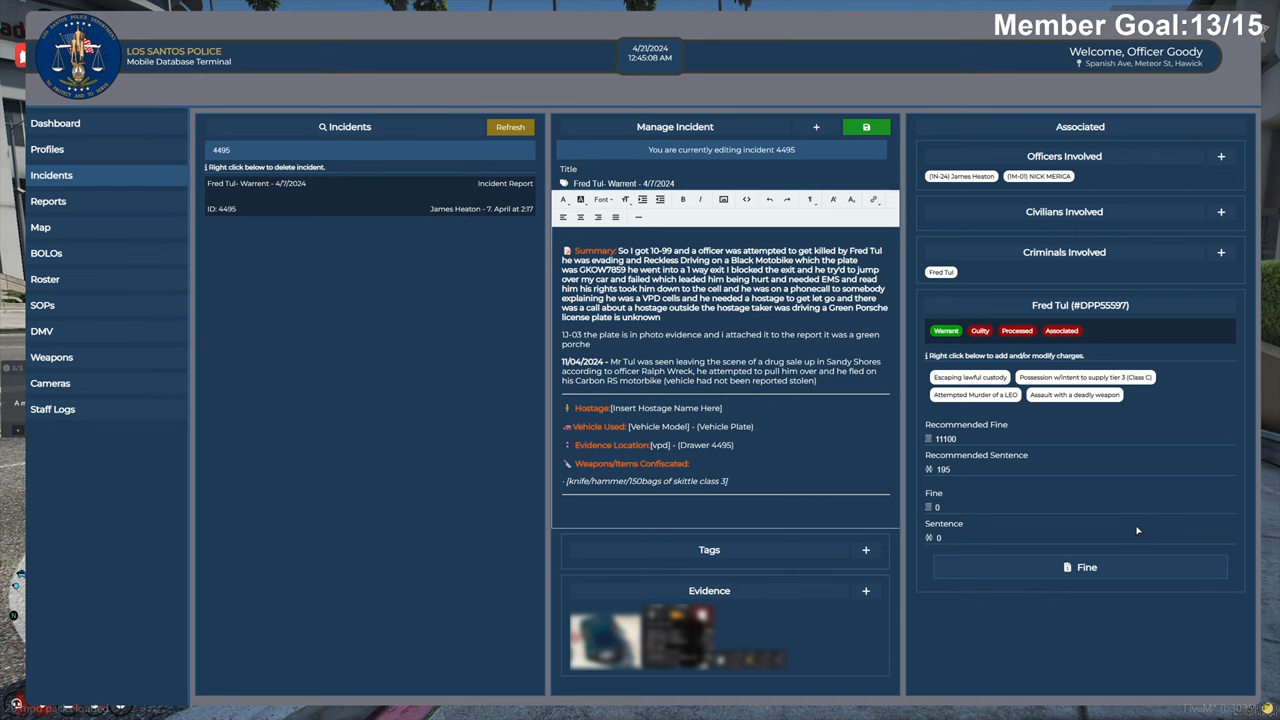 Member Goal:13/15
LOS SANTOS POLICE
Mobile Database Terminal
4/21/2024
12:45:08 AM
Welcome, Officer Goody
Spanish Ave, Meteor St, Hawick
Dashboard
Profiles
Incidents
Reports
Map
BOLOs
Roster
SOPs
DMV
Weapons
Cameras
Staff Logs
Incidents
Refresh
4495
Right click below to delete incident.
Fred Tul- Warrent - 4/7/2024
Incident Report
ID: 4495
James Heaton - 7. April at 2:17
Manage Incident
You are currently editing incident 4495
Title
Fred Tul- Warrent - 4/7/2024
Font
Summary: So I got 10-99 and a officer was attempted to get killed by Fred Tul
he was evading and Reckless Driving on a Black Motobike which the plate
was GKOW7859 he went into a 1 way exit I blocked the exit and he try'd to jump
over my car and failed which leaded him being hurt and needed EMS and read
him his rights took him down to the cell and he was on a phonecall to somebody
explaining he was a VPD cells and he needed a hostage to get let go and there
was a call about a hostage outside the hostage taker was driving a Green Porsche
license plate is unknown
1J-03 the plate is in photo evidence and i attached it to the report it was a green
porche
11/04/2024 - Mr Tul was seen leaving the scene of a drug sale up in Sandy Shores
according to officer Ralph Wreck, he attempted to pull him over and he fled on
his Carbon RS motorbike (vehicle had not been reported stolen)
Hostage:[Insert Hostage Name Here]
Vehicle Used: [Vehicle Model] - (Vehicle Plate)
Evidence Location:[vpd] - (Drawer 4495)
Weapons/Items Confiscated:
· [knife/hammer/150bags of skittle class 3]
Tags
Evidence
Associated
Officers Involved
(1N-24) James Heaton
(1M-01) NICK MERICA
Civilians Involved
Criminals Involved
Fred Tul
Fred Tul (#DPP55597)
Warrant
Guilty
Processed
Associated
Right click below to add and/or modify charges.
Escaping lawful custody
Possession w/intent to supply tier 3 (Class C)
Attempted Murder of a LEO
Assault with a deadly weapon
Recommended Fine
11100
Recommended Sentence
195
Fine
0
Sentence
0
Fine